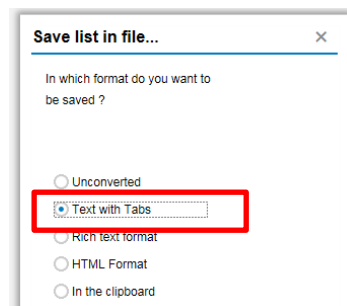 Save list in file...
In which format do you want to
be saved ?
Unconverted
Text with Tabs
Rich text format
HTML Format
In the clipboard